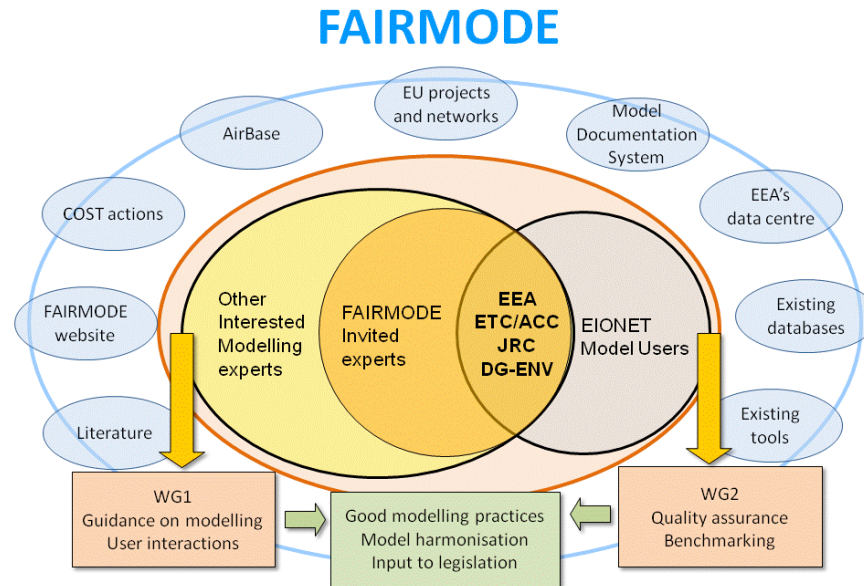 FAIRMODE
EU projects
and networks
AirBase
Model
Documentation
System
COST actions
EEA's
data centre
FAIRMODE
website
Existing
databases
Literature
Existing
tools
Other
Interested
Modelling
experts
FAIRMODE
Invited
experts
EEA
ETC/ACC
JRC
DG-ENV
EIONET
Model Users
WG1
Guidance on modelling
User interactions
Good modelling practices
Model harmonisation
Input to legislation
WG2
Quality assurance
Benchmarking